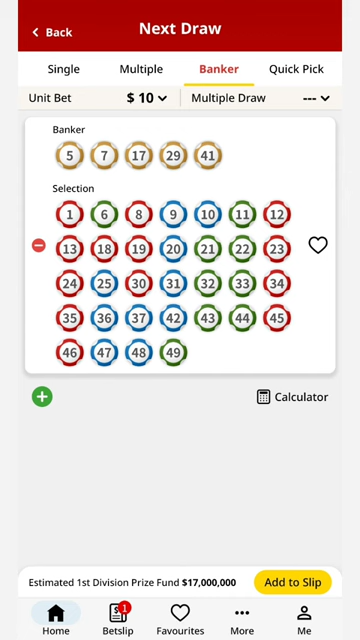 Back
Next Draw
Single Multiple Banker Quick Pick
Unit Bet $ 10 Multiple Draw ---
Banker
5 7 17 29 41
Selection
1 6 8 9 10 11 12
13 18 19 20 21 22 23
24 25 30 31 32 33 34
35 36 37 42 43 44 45
46 47 48 49
Calculator
Estimated 1st Division Prize Fund $17,000,000 Add to Slip
1
Home Betslip Favourites More Me